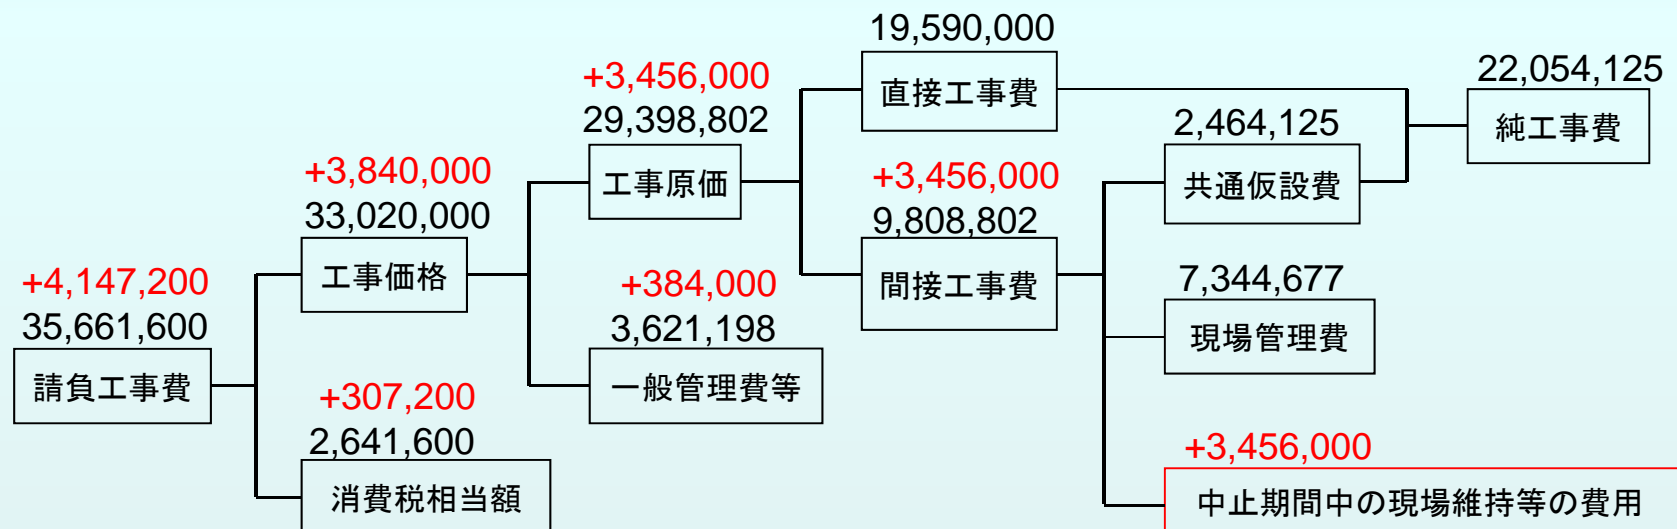 +4,147,200
35,661,600
請負工事費
+3,840,000
33,020,000
工事価格
+307,200
2,641,600
消費税相当額
+3,456,000
29,398,802
工事原価
+384,000
3,621,198
一般管理費等
19,590,000
直接工事費
+3,456,000
9,808,802
間接工事費
2,464,125
共通仮設費
7,344,677
現場管理費
+3,456,000
中止期間中の現場維持等の費用
22,054,125
純工事費